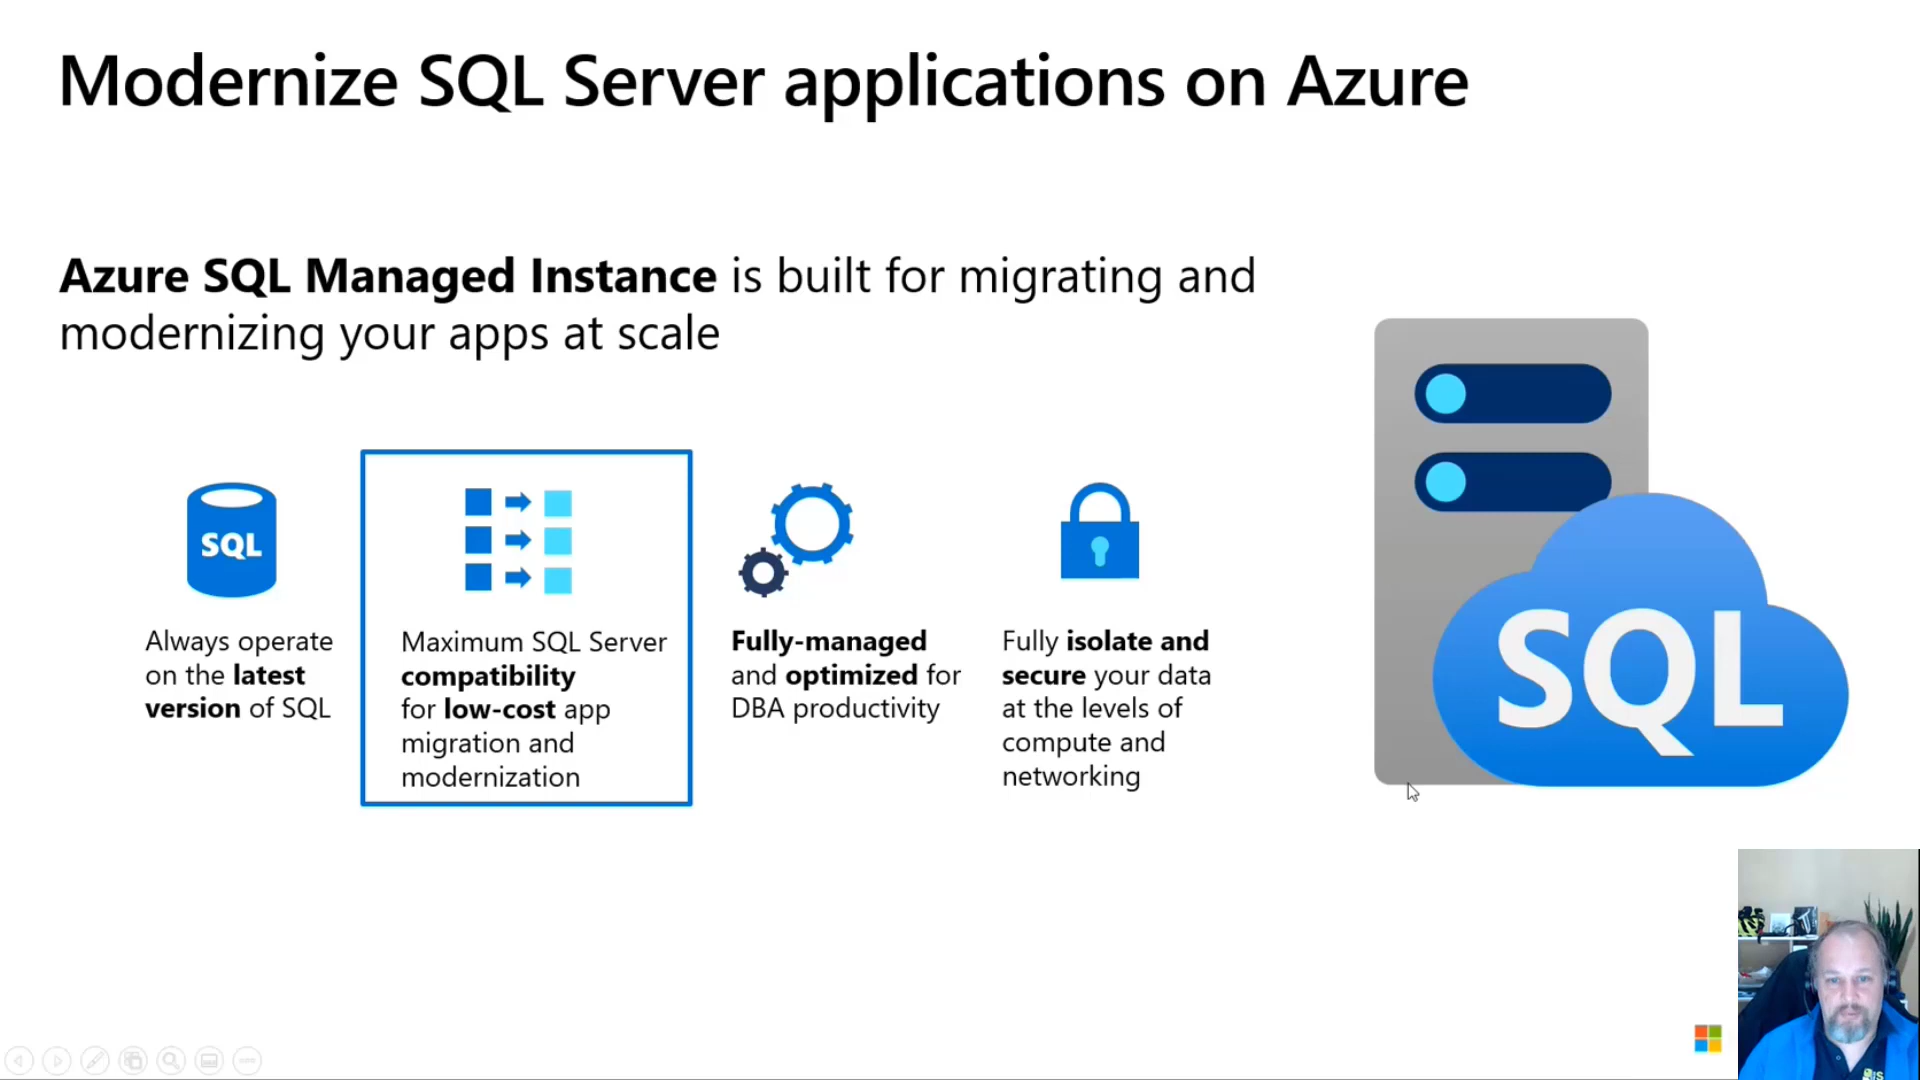 Modernize SQL Server applications on Azure
Azure SQL Managed Instance is built for migrating and
modernizing your apps at scale
SQL
Always operate
on the latest
version of SQL
Maximum SQL Server
compatibility
for low-cost app
migration and
modernization
Fully-managed
and optimized for
DBA productivity
Fully isolate and
secure your data
at the levels of
compute and
networking
SQL